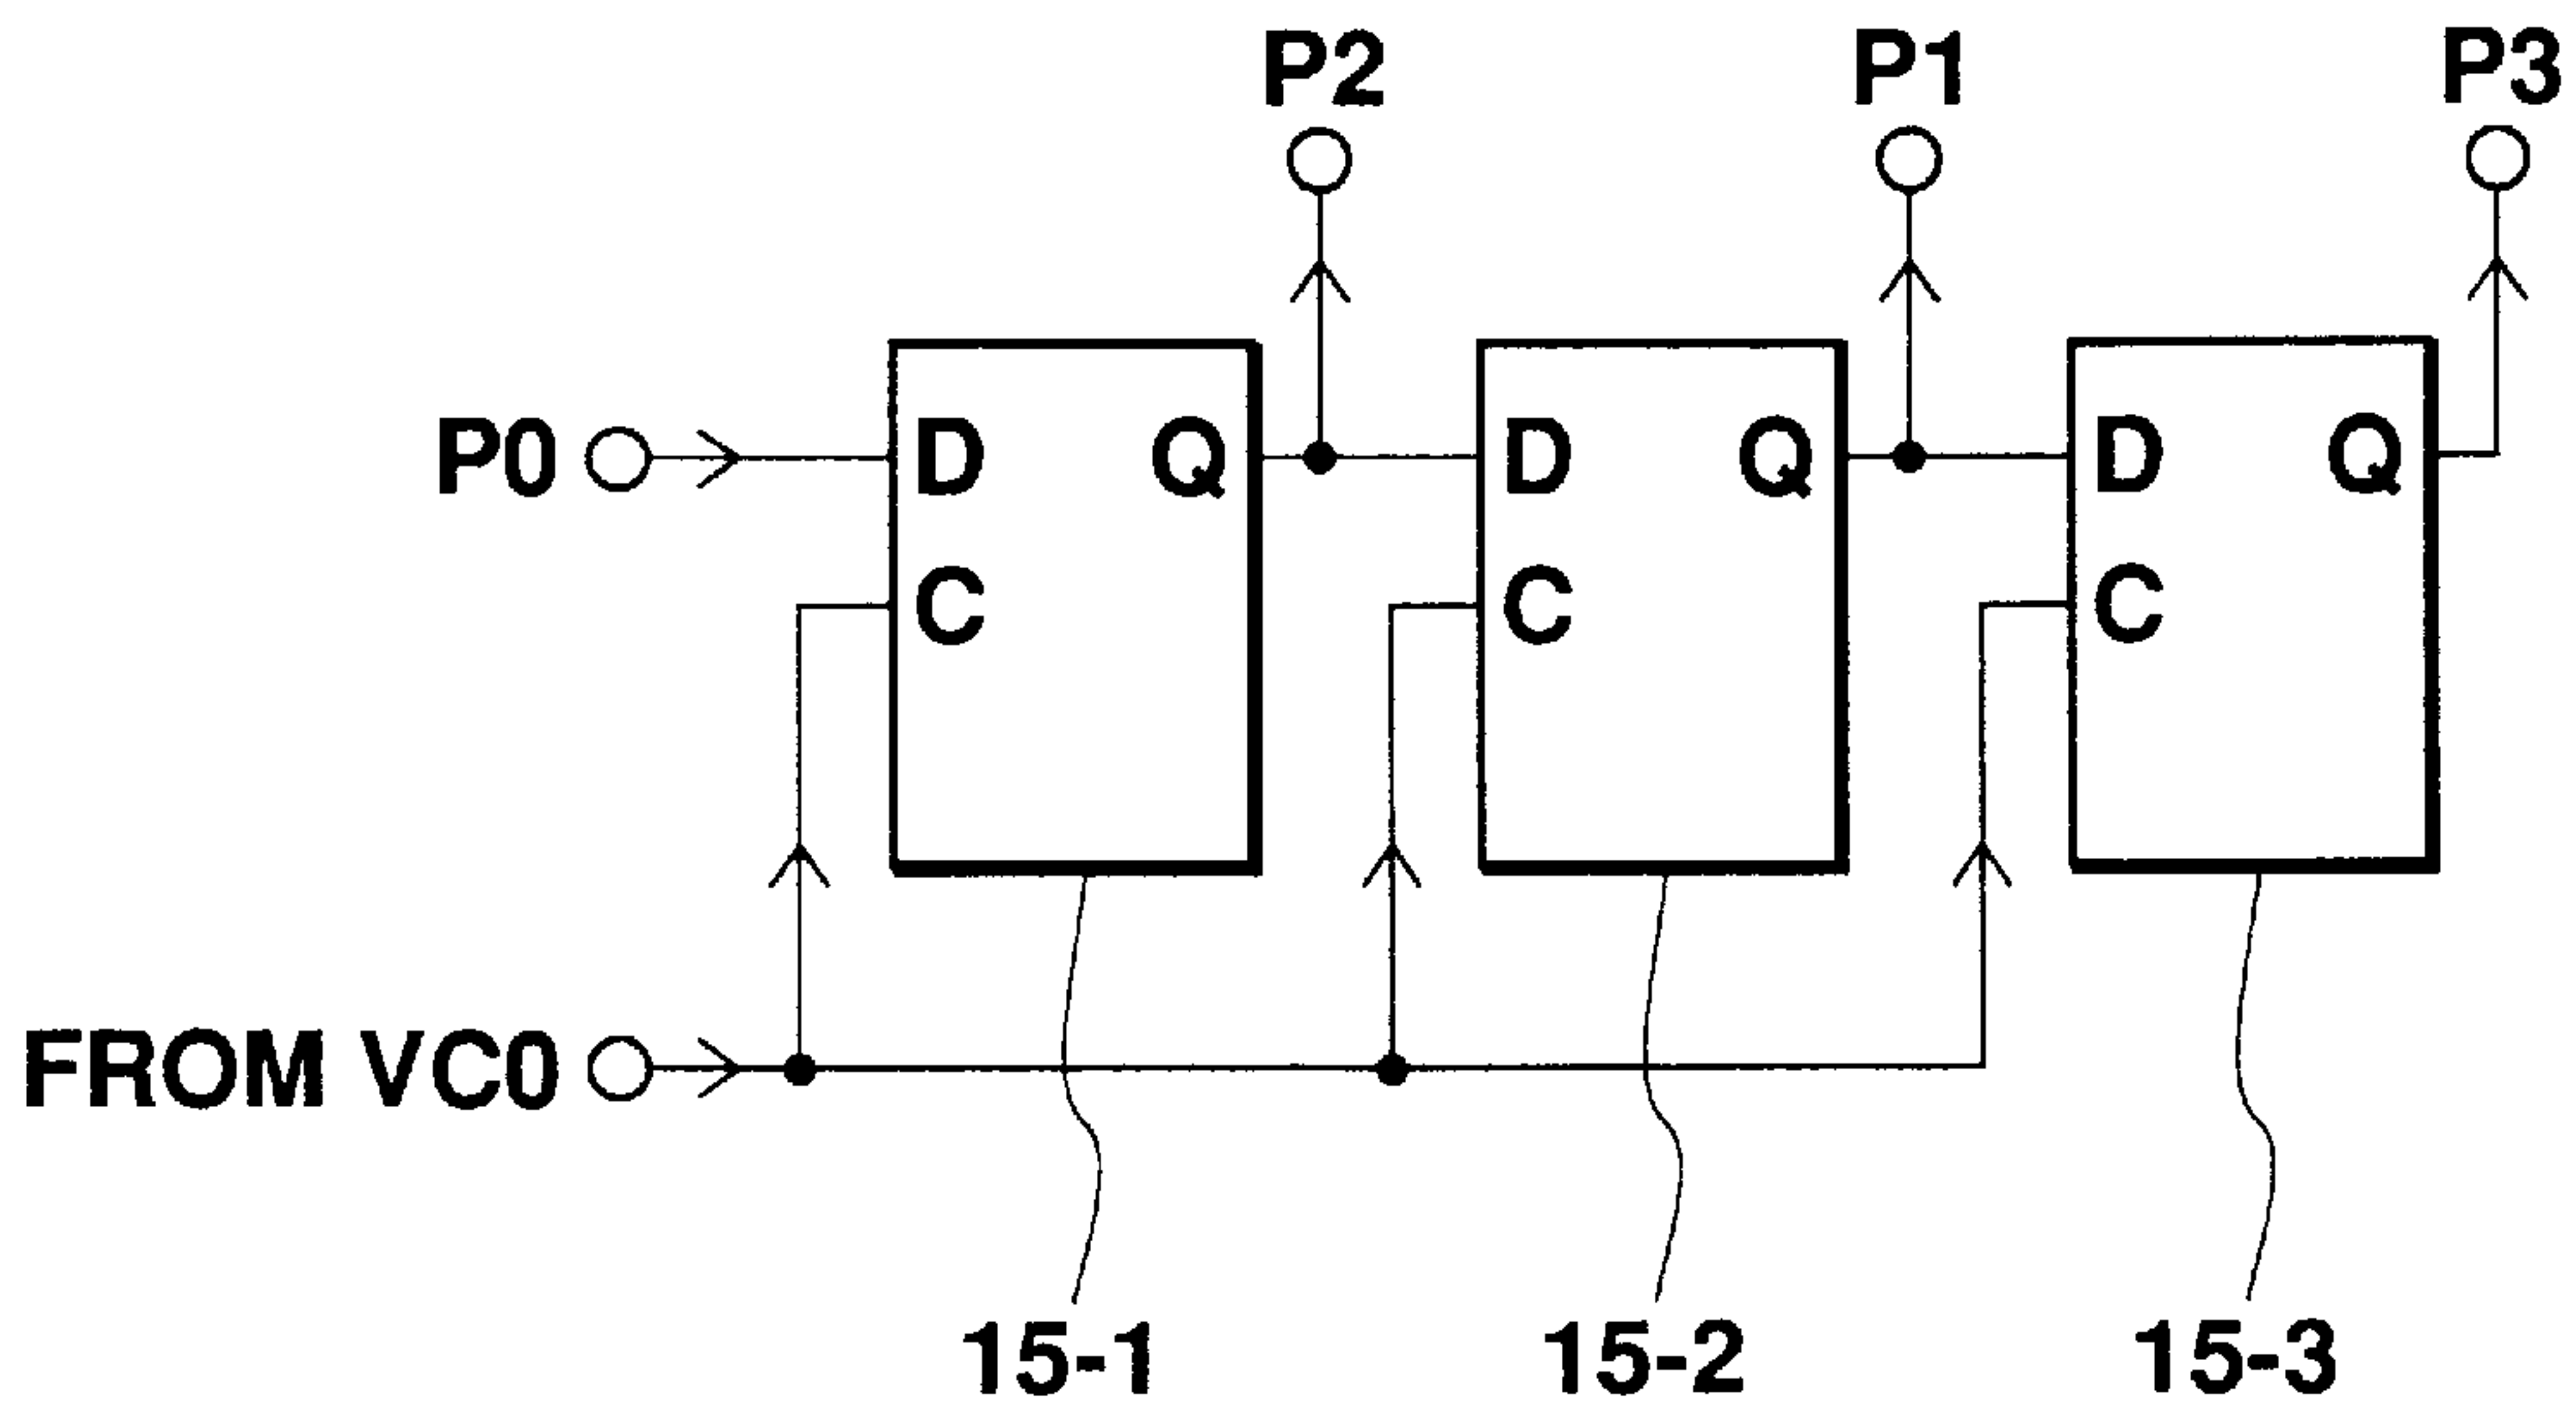 P2 P1 P3
P0 D Q D Q D Q
C C C
FROM VC0
15-1 15-2 15-3